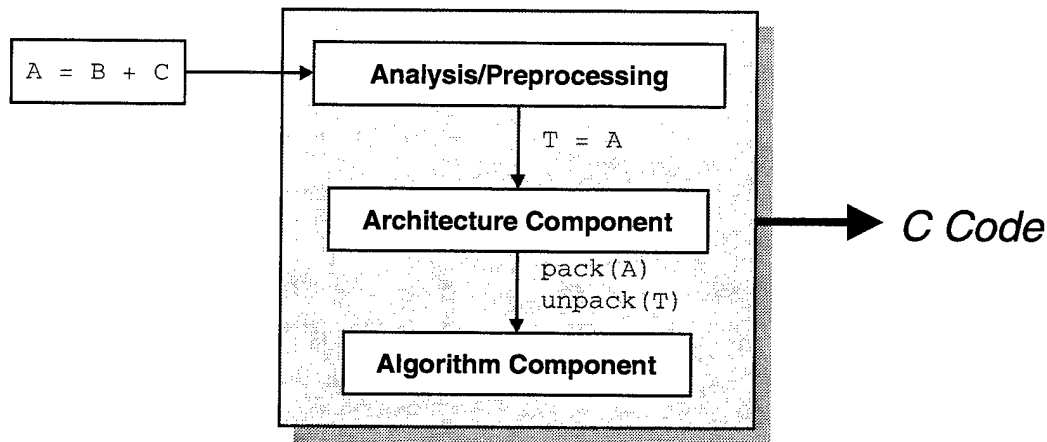 A = B + C
Analysis/Preprocessing
T = A
Architecture Component
C Code
pack(A)
unpack(T)
Algorithm Component